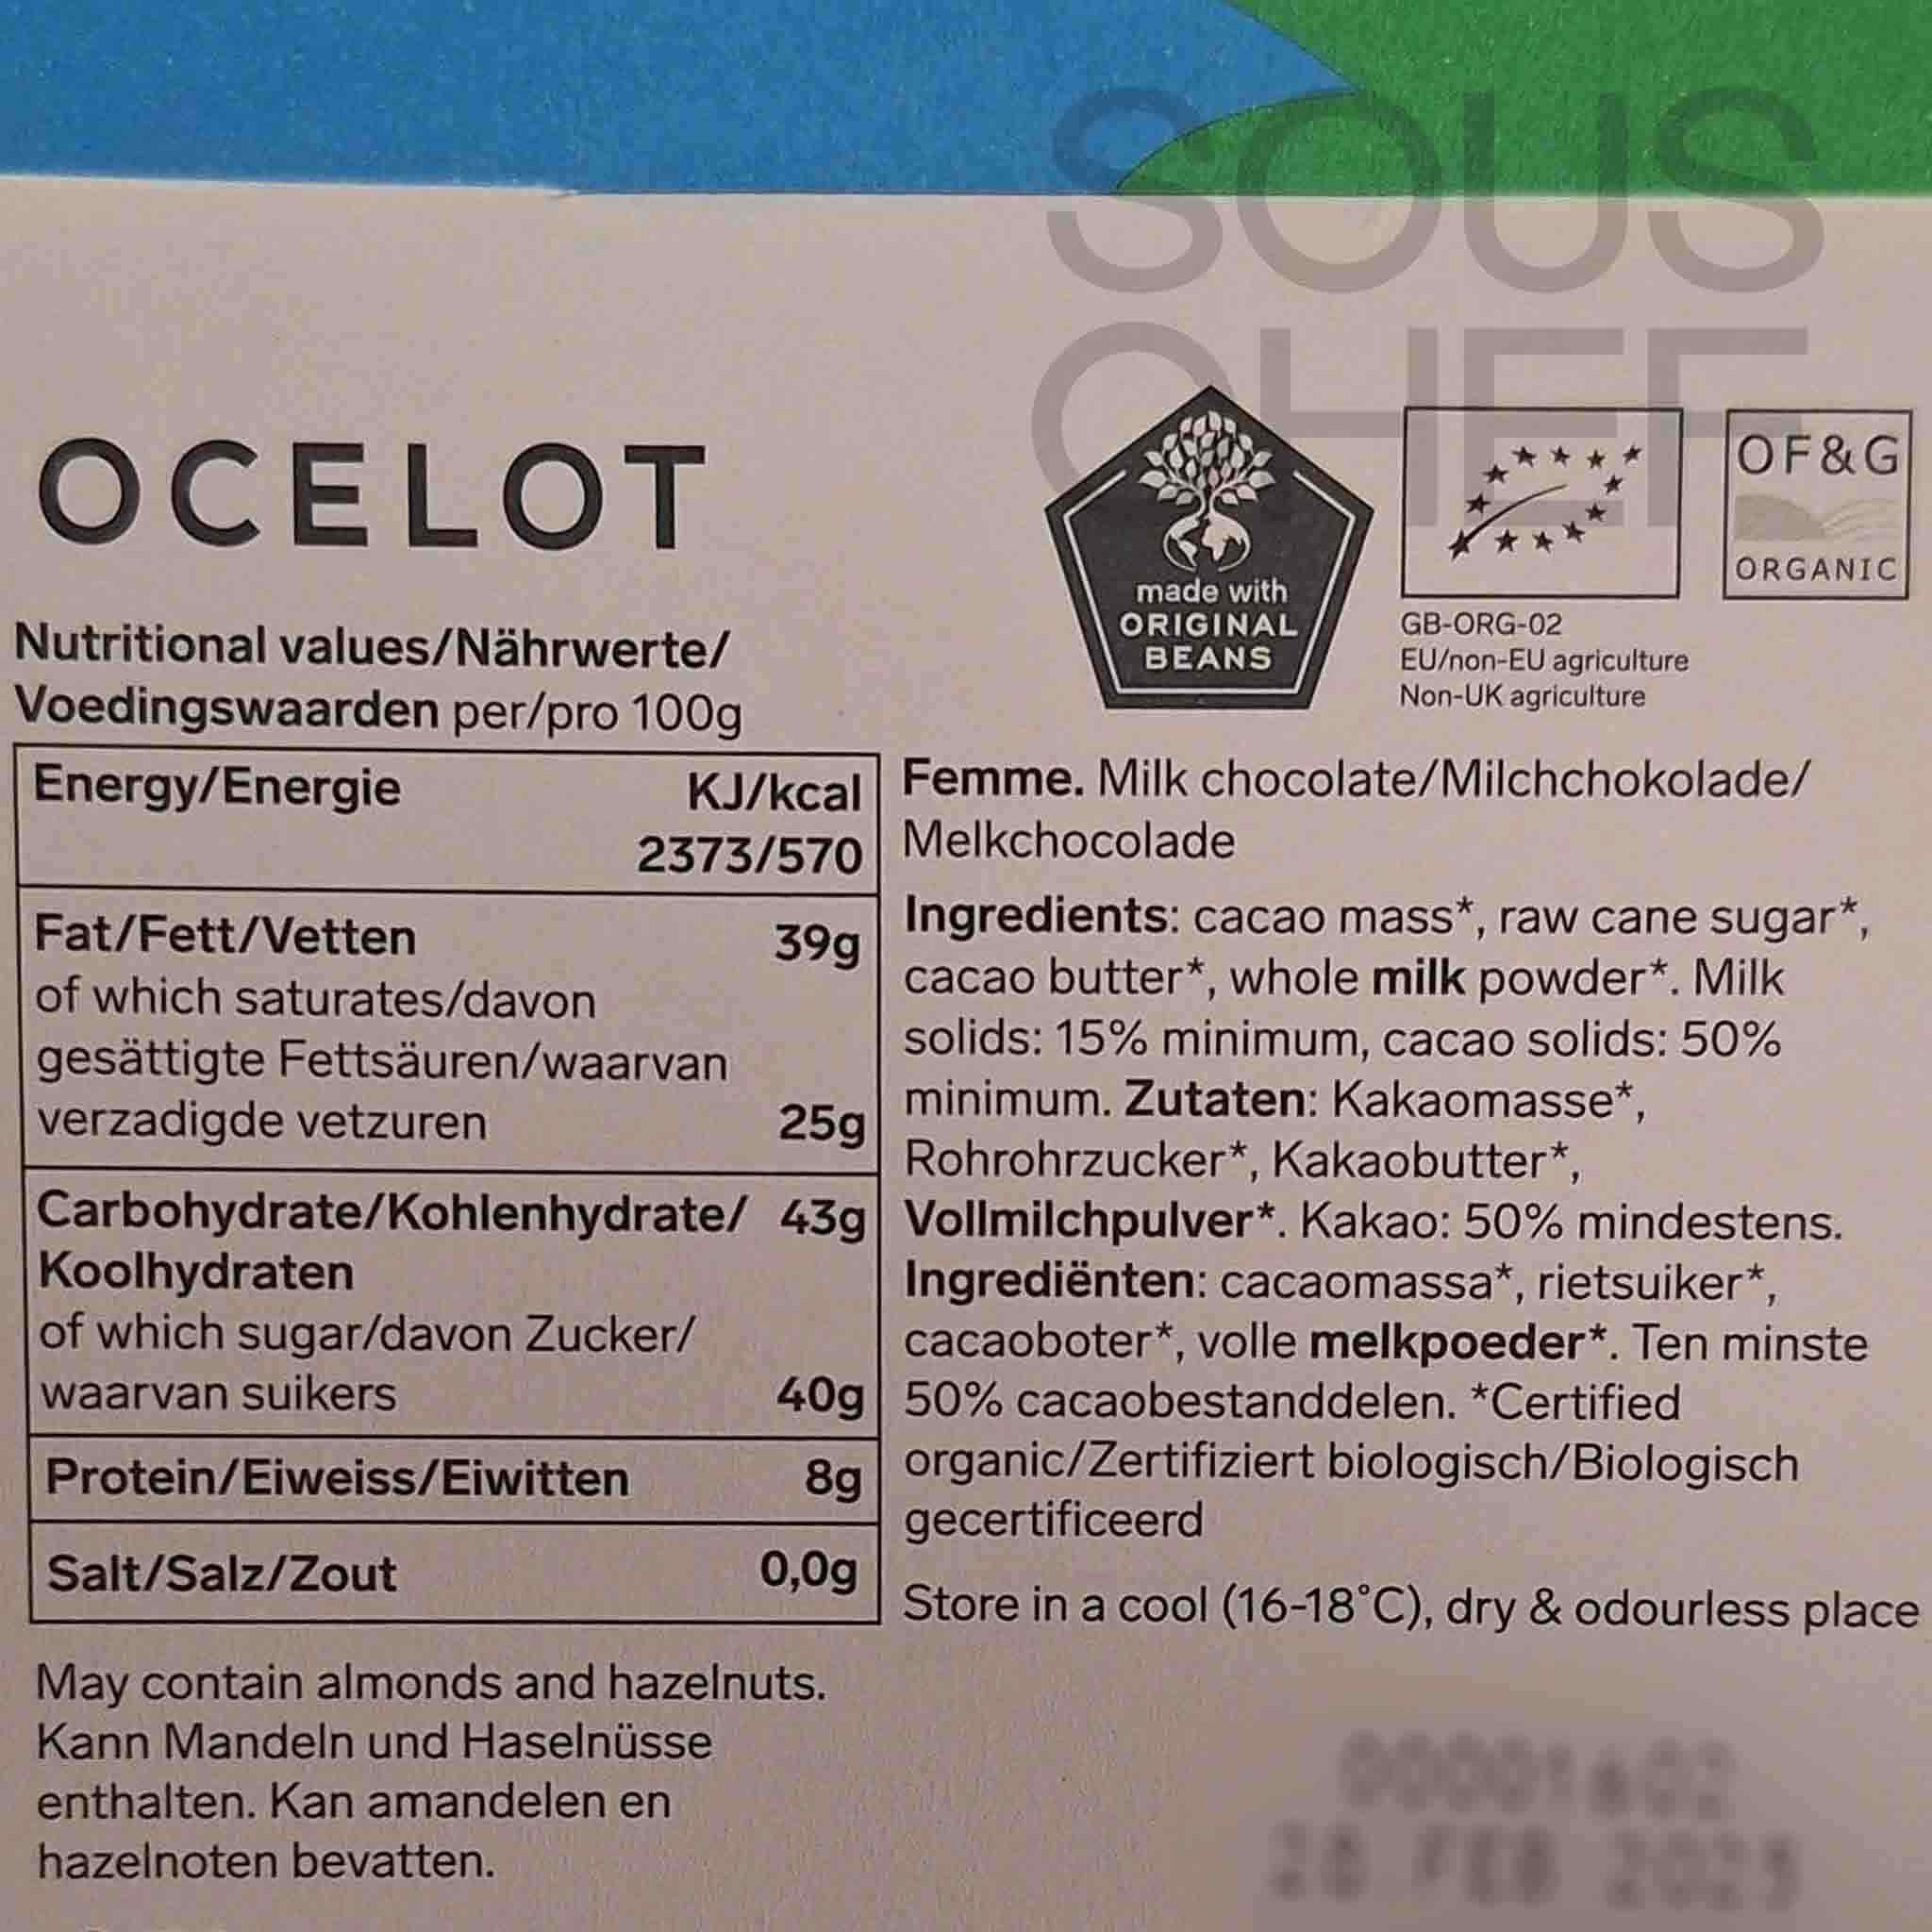 SOUS
CHEF
OCELOT
made with
ORIGINAL
BEANS
OF&G
ORGANIC
GB-ORG-02
EU/non-EU agriculture
Non-UK agriculture
Nutritional values/Nährwerte/
Voedingswaarden per/pro 100g
Energy/Energie KJ/kcal
2373/570
Fat/Fett/Vetten 39g
of which saturates/davon
gesättigte Fettsäuren/waarvan
verzadigde vetzuren 25g
Carbohydrate/Kohlenhydrate/ 43g
Koolhydraten
of which sugar/davon Zucker/
waarvan suikers 40g
Protein/Eiweiss/Eiwitten 8g
Salt/Salz/Zout 0,0g
May contain almonds and hazelnuts.
Kann Mandeln und Haselnüsse
enthalten. Kan amandelen en
hazelnoten bevatten.
Femme. Milk chocolate/Milchchokolade/
Melkchocolade
Ingredients: cacao mass*, raw cane sugar*,
cacao butter*, whole milk powder*. Milk
solids: 15% minimum, cacao solids: 50%
minimum. Zutaten: Kakaomasse*,
Rohrohrzucker*, Kakaobutter*,
Vollmilchpulver*. Kakao: 50% mindestens.
Ingrediënten: cacaomassa*, rietsuiker*,
cacaoboter*, volle melkpoeder*. Ten minste
50% cacaobestanddelen. *Certified
organic/Zertifiziert biologisch/Biologisch
gecertificeerd
Store in a cool (16-18°C), dry & odourless place
FEB